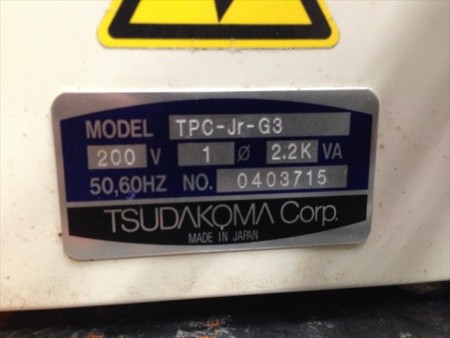 MODEL TPC-Jr-G3
200 V 1 Ø 2.2K VA
50,60HZ NO. 0403715
TSUDAKOMA Corp.
MADE IN JAPAN